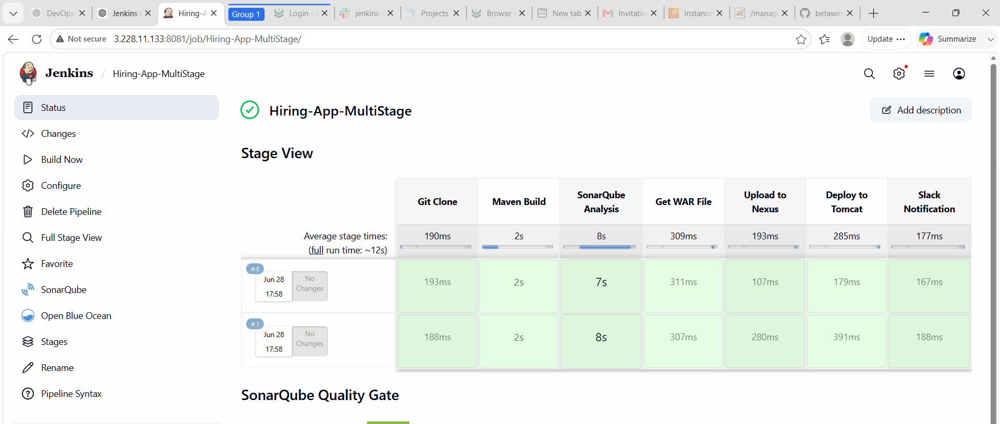 DevOps
Jenkins
Hiring-A
Group 1
Login -
jenkins-
Projects
Browse
New tab
Invitatio
Instance
/manag
betawin
Not secure
3.228.11.133:8081/job/Hiring-App-MultiStage/
Update
Summarize
Jenkins / Hiring-App-MultiStage
Status
Changes
Build Now
Configure
Delete Pipeline
Full Stage View
Favorite
SonarQube
Open Blue Ocean
Stages
Rename
Pipeline Syntax
Hiring-App-MultiStage
Add description
Stage View
Git Clone
Maven Build
SonarQube
Analysis
Get WAR File
Upload to
Nexus
Deploy to
Tomcat
Slack
Notification
Average stage times:
(full run time: ~12s)
190ms
2s
8s
309ms
193ms
285ms
177ms
#4
Jun 28
17:58
No
Changes
193ms
2s
7s
311ms
107ms
179ms
167ms
#3
Jun 28
17:58
No
Changes
188ms
2s
8s
307ms
280ms
391ms
188ms
SonarQube Quality Gate